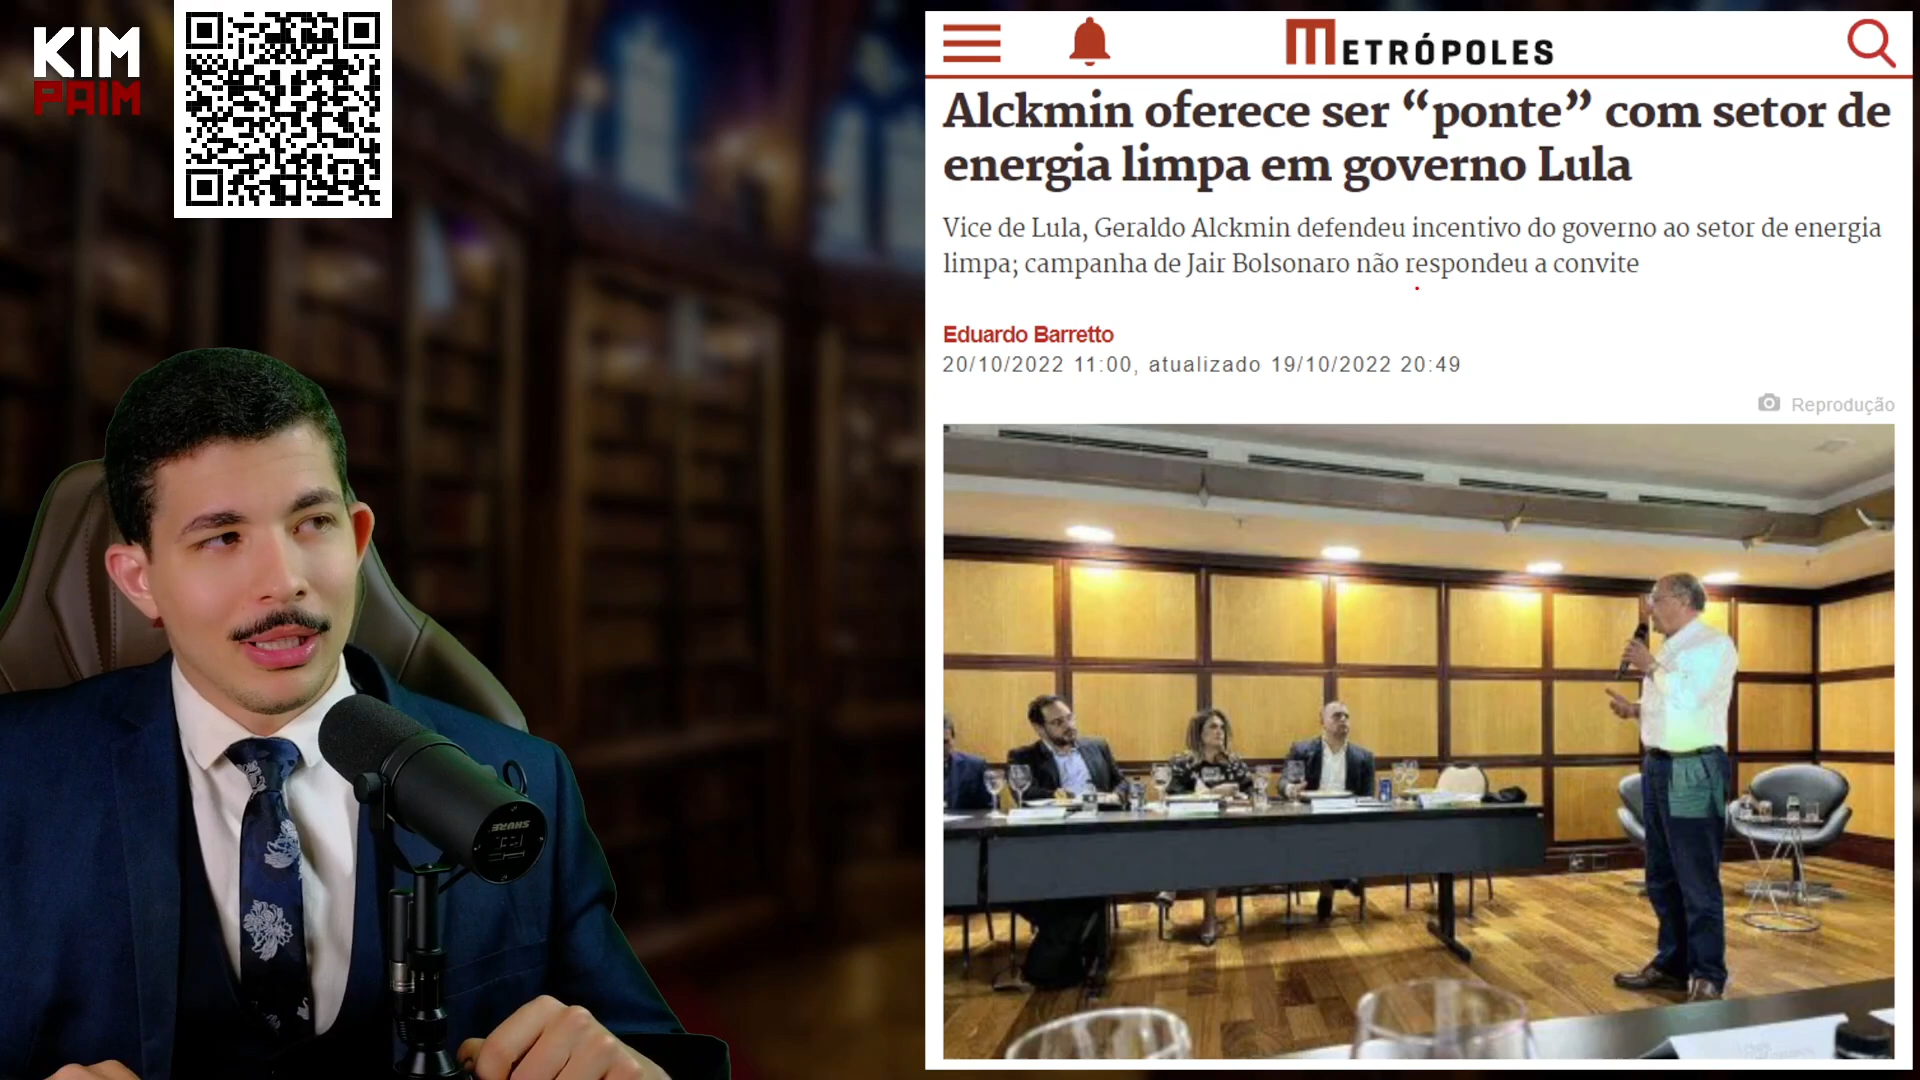 KIM
PAIM
METRÓPOLES
Alckmin oferece ser “ponte” com setor de
energia limpa em governo Lula
Vice de Lula, Geraldo Alckmin defendeu incentivo do governo ao setor de energia
limpa; campanha de Jair Bolsonaro não respondeu a convite
Eduardo Barretto
20/10/2022 11:00, atualizado 19/10/2022 20:49
Reprodução
SHURE